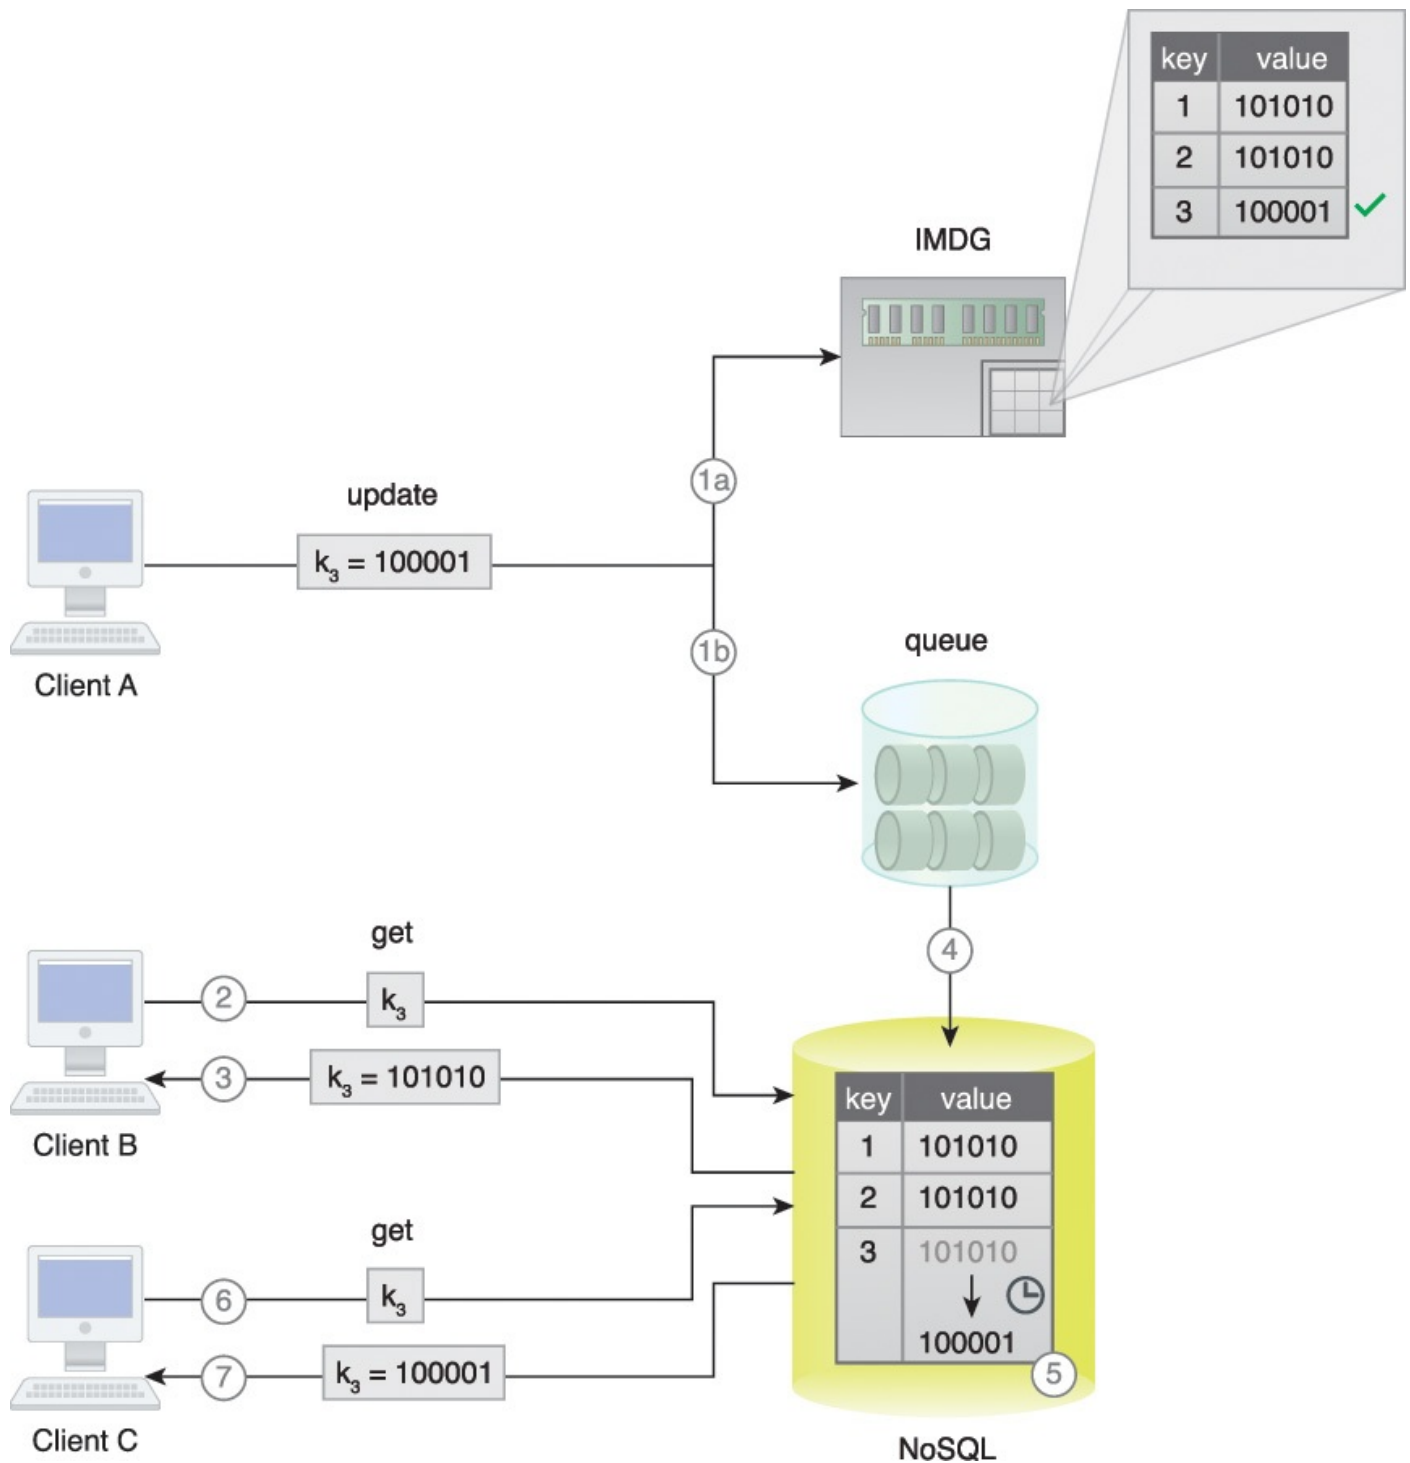 key value
1 101010
2 101010
3 100001
IMDG
1a
update
k3 = 100001
Client A
1b
queue
4
get
2
k3
3
k3 = 101010
Client B
key value
1 101010
2 101010
3 101010
100001
5
get
6
k3
7
k3 = 100001
Client C
NoSQL